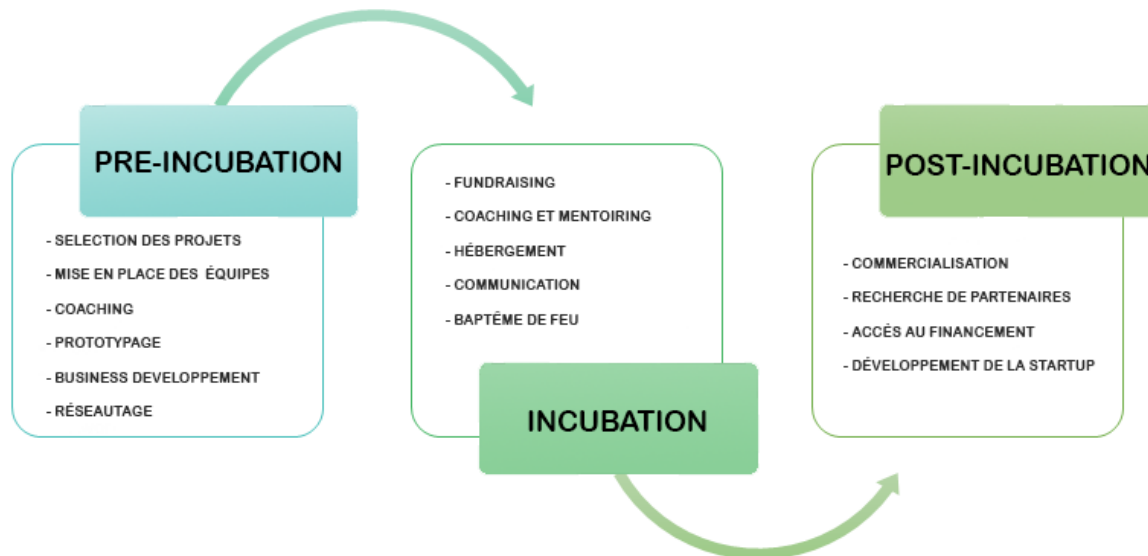 PRE-INCUBATION
- SELECTION DES PROJETS
- MISE EN PLACE DES ÉQUIPES
- COACHING
- PROTOTYPAGE
- BUSINESS DEVELOPPEMENT
- RÉSEAUTAGE
- FUNDRAISING
- COACHING ET MENTOIRING
- HÉBERGEMENT
- COMMUNICATION
- BAPTÊME DE FEU
INCUBATION
POST-INCUBATION
- COMMERCIALISATION
- RECHERCHE DE PARTENAIRES
- ACCÈS AU FINANCEMENT
- DÉVELOPPEMENT DE LA STARTUP